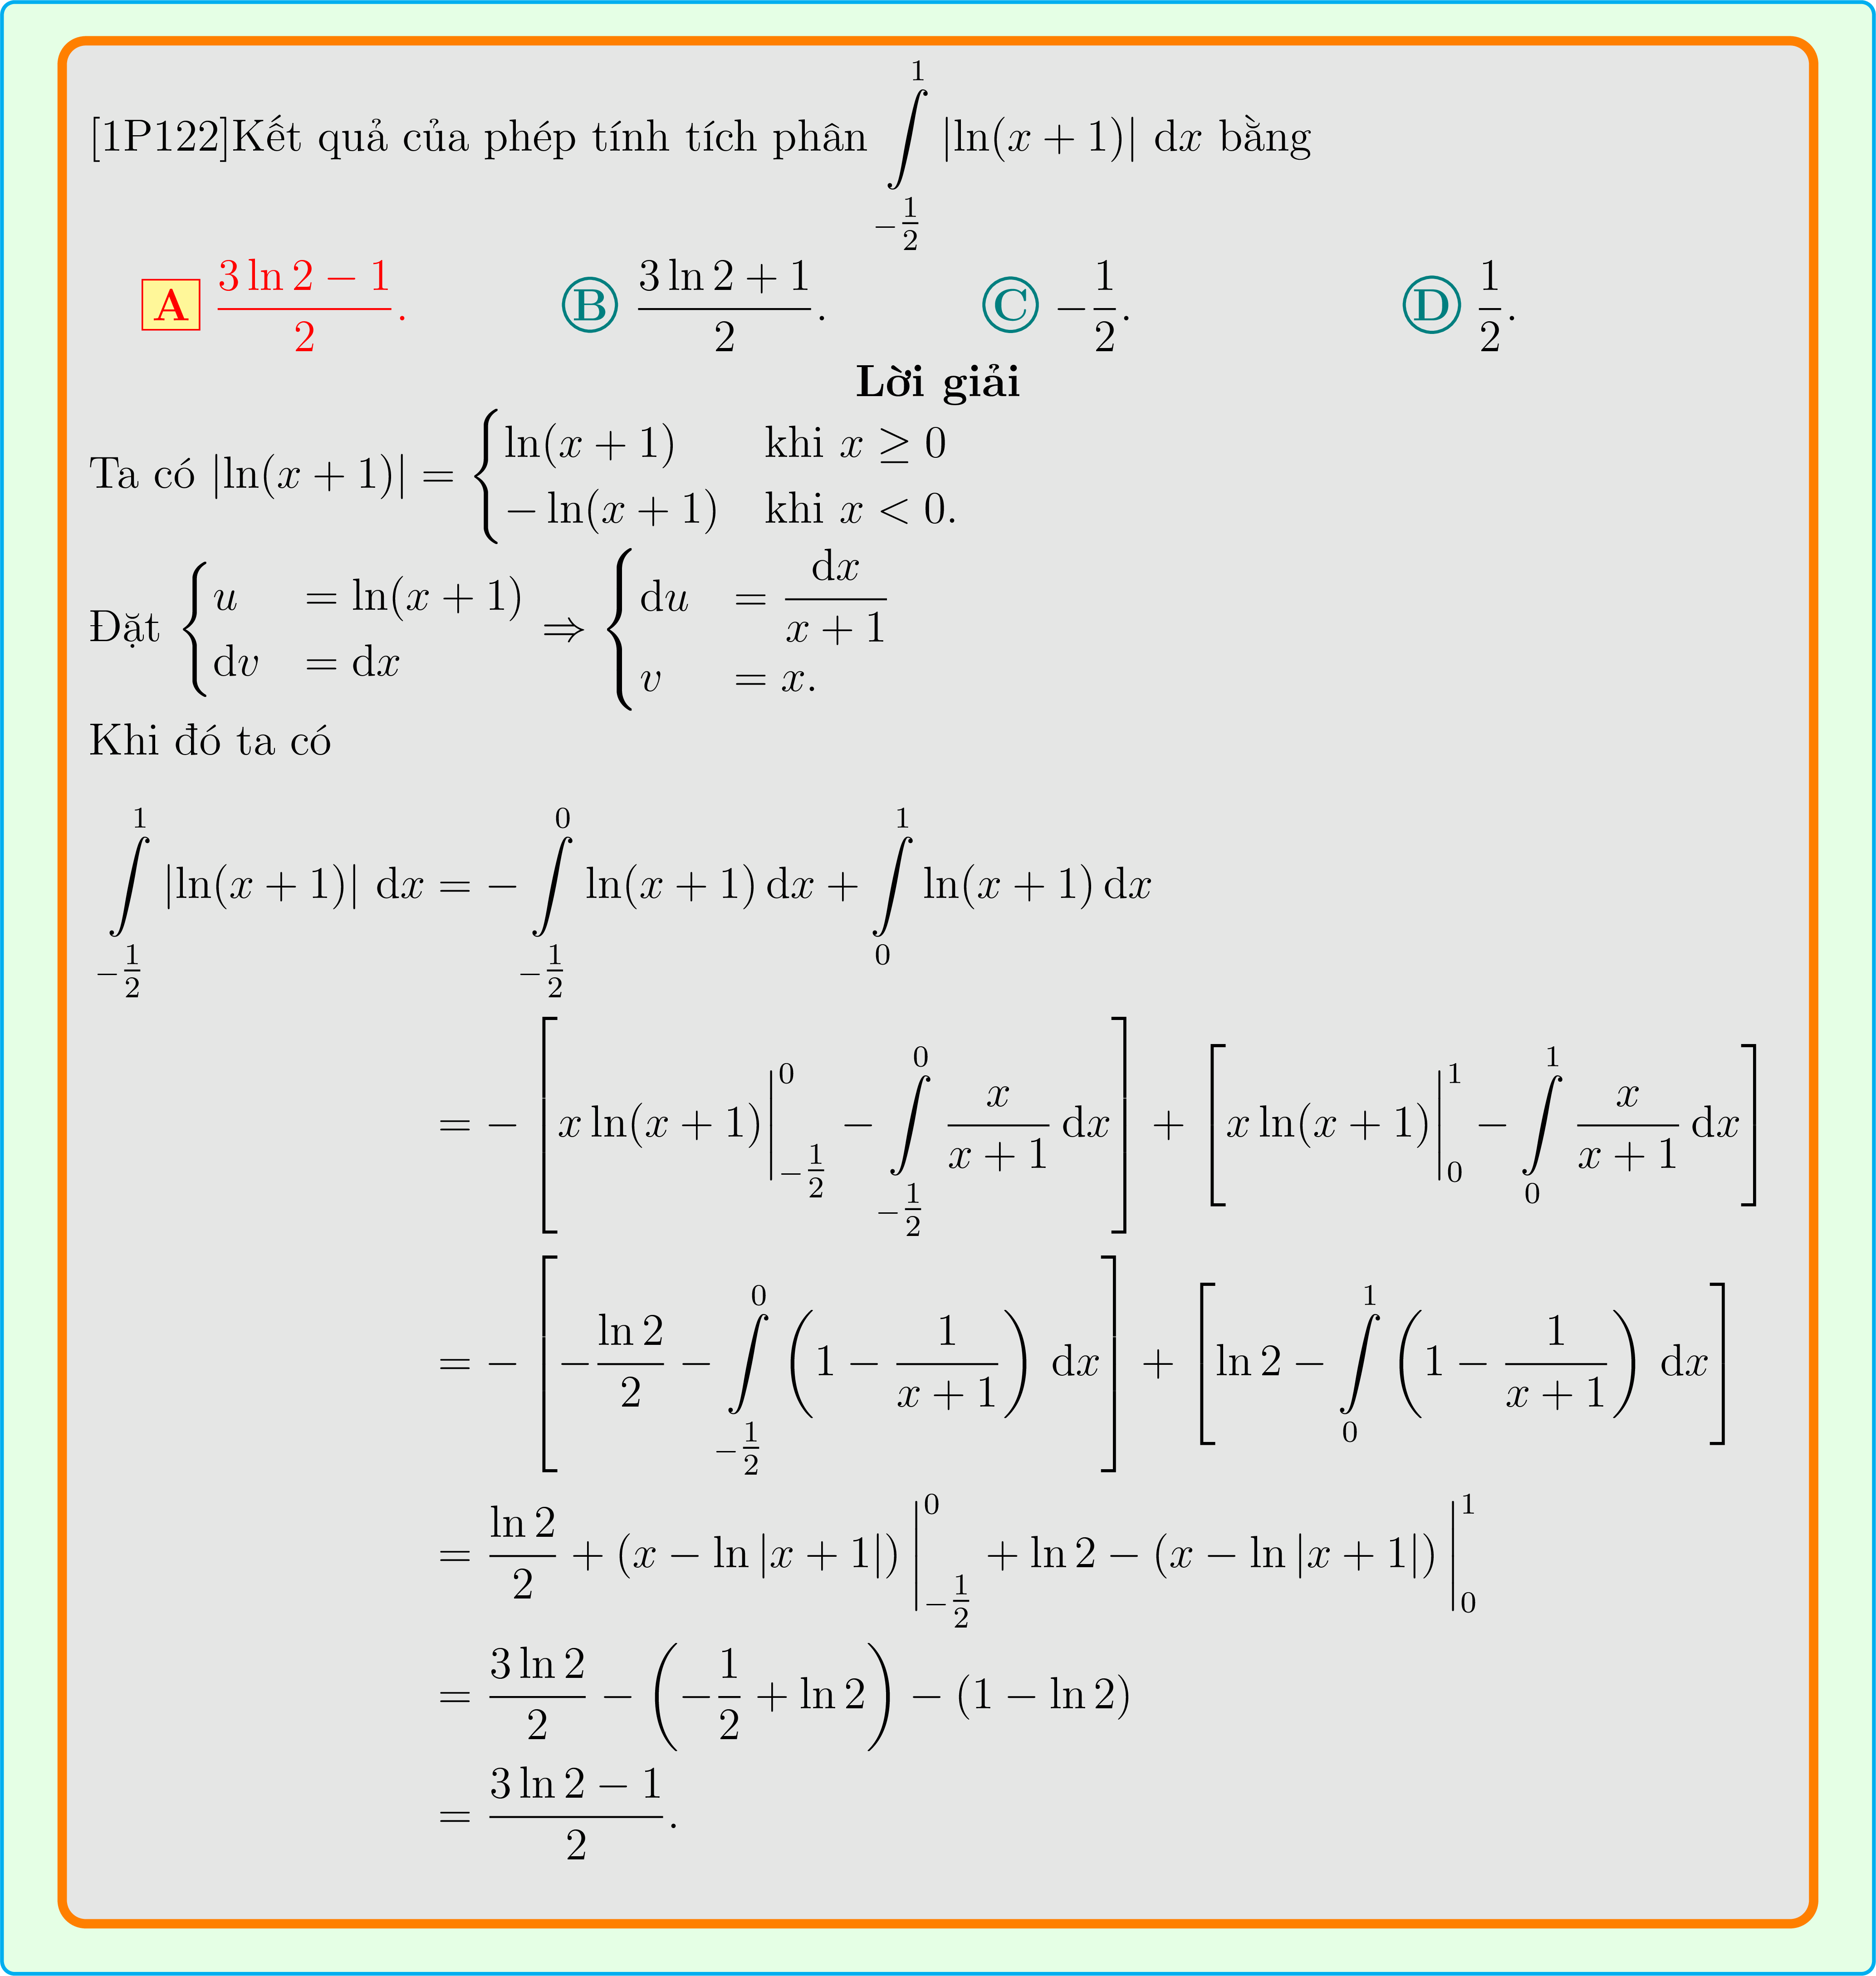 [1P122]Kết quả của phép tính tích phân $\int\limits_{-\frac{1}{2}}^{1} |\ln(x+1)| \, \mathrm{d}x$ bằng
A $\frac{3\ln 2 - 1}{2}$. B $\frac{3\ln 2 + 1}{2}$. C $-\frac{1}{2}$. D $\frac{1}{2}$.
Lời giải
Ta có $|\ln(x+1)| = \begin{cases} \ln(x+1) & \text{khi } x \geq 0 \\ -\ln(x+1) & \text{khi } x < 0. \end{cases}$
Đặt $\begin{cases} u = \ln(x+1) \\ \mathrm{d}v = \mathrm{d}x \end{cases} \Rightarrow \begin{cases} \mathrm{d}u = \frac{\mathrm{d}x}{x+1} \\ v = x. \end{cases}$
Khi đó ta có
$\int\limits_{-\frac{1}{2}}^{1} |\ln(x+1)| \, \mathrm{d}x = -\int\limits_{-\frac{1}{2}}^{0} \ln(x+1) \, \mathrm{d}x + \int\limits_{0}^{1} \ln(x+1) \, \mathrm{d}x$
$= -\left[ x\ln(x+1)\Big|_{-\frac{1}{2}}^{0} - \int\limits_{-\frac{1}{2}}^{0} \frac{x}{x+1} \, \mathrm{d}x \right] + \left[ x\ln(x+1)\Big|_{0}^{1} - \int\limits_{0}^{1} \frac{x}{x+1} \, \mathrm{d}x \right]$
$= -\left[ -\frac{\ln 2}{2} - \int\limits_{-\frac{1}{2}}^{0} \left( 1 - \frac{1}{x+1} \right) \mathrm{d}x \right] + \left[ \ln 2 - \int\limits_{0}^{1} \left( 1 - \frac{1}{x+1} \right) \mathrm{d}x \right]$
$= \frac{\ln 2}{2} + (x - \ln|x+1|)\Big|_{-\frac{1}{2}}^{0} + \ln 2 - (x - \ln|x+1|)\Big|_{0}^{1}$
$= \frac{3\ln 2}{2} - \left( -\frac{1}{2} + \ln 2 \right) - (1 - \ln 2)$
$= \frac{3\ln 2 - 1}{2}$.